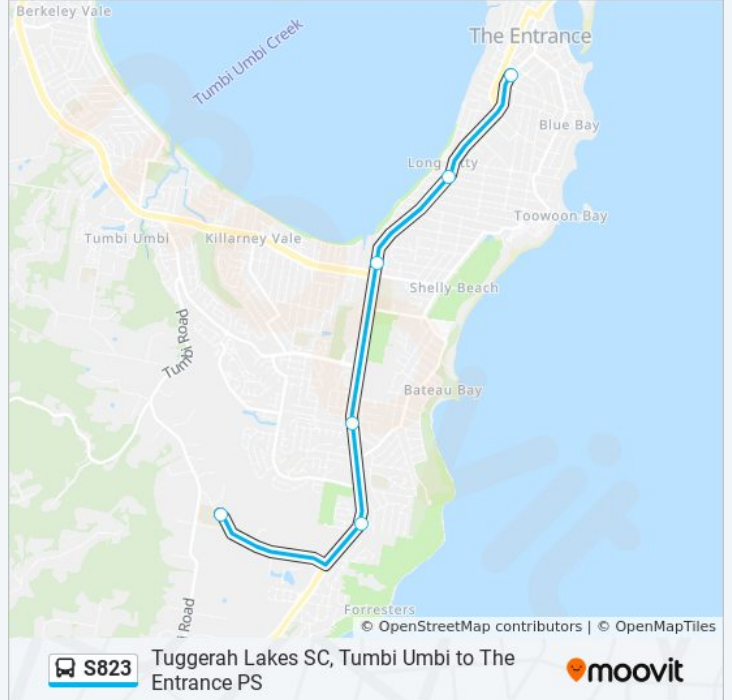 Berkeley Vale
The Entrance
Tumbi Umbi Creek
Blue Bay
Long tty
Toowoon Bay
Tumbi Umbi
Killarney Vale
Shelly Beach
Tumbi Road
Bateau Bay
Forresters
i Road
© OpenStreetMap contributors | © OpenMapTiles
S823
Tuggerah Lakes SC, Tumbi Umbi to The
Entrance PS
moovit